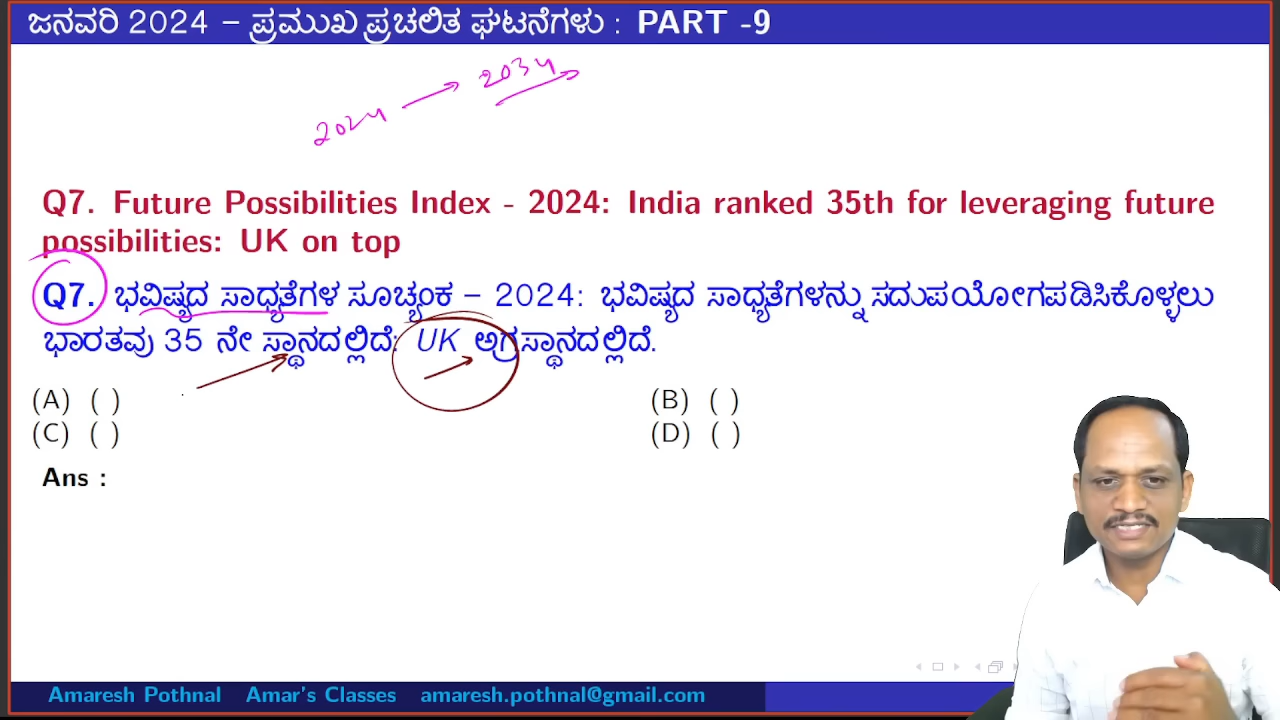 ಜನವರಿ 2024 – ಪ್ರಮುಖ ಪ್ರಚಲಿತ ಘಟನೆಗಳು : PART -9
2024 → 2034
Q7. Future Possibilities Index - 2024: India ranked 35th for leveraging future
possibilities: UK on top
Q7. ಭವಿಷ್ಯದ ಸಾಧ್ಯತೆಗಳ ಸೂಚ್ಯಂಕ – 2024: ಭವಿಷ್ಯದ ಸಾಧ್ಯತೆಗಳನ್ನು ಸದುಪಯೋಗಪಡಿಸಿಕೊಳ್ಳಲು
ಭಾರತವು 35 ನೇ ಸ್ಥಾನದಲ್ಲಿದೆ: UK ಅಗ್ರಸ್ಥಾನದಲ್ಲಿದೆ.
(A) ( ) (B) ( )
(C) ( ) (D) ( )
Ans :
Amaresh Pothnal Amar's Classes amaresh.pothnal@gmail.com